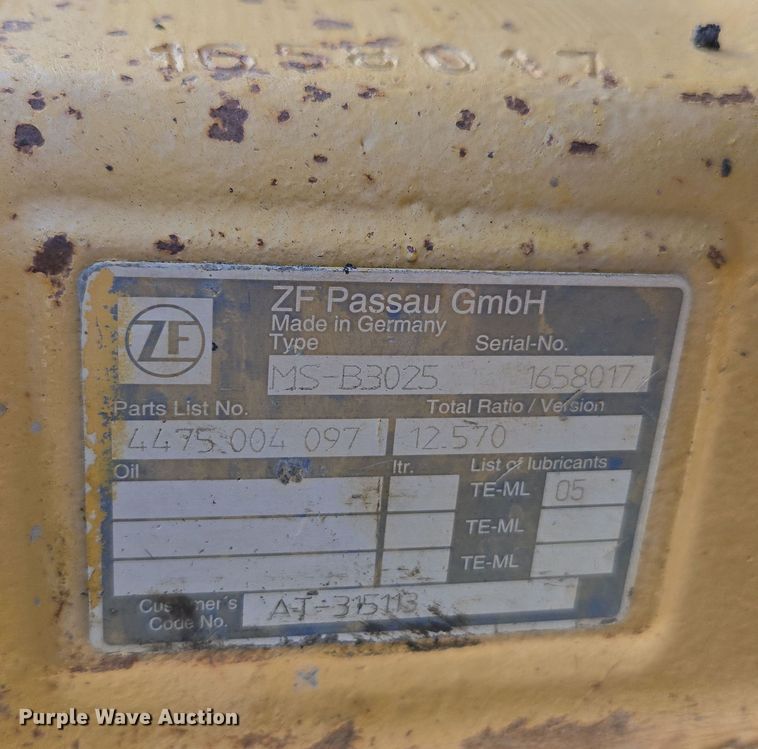 1658017
ZF
ZF Passau GmbH
Made in Germany
Type Serial-No.
MS-B3025 1658017
Parts List No. Total Ratio / Version
4475 004 097 12.570
Oil ltr. List of lubricants
TE-ML 05
TE-ML
TE-ML
Customer's
Code No. AT-315113
Purple Wave Auction